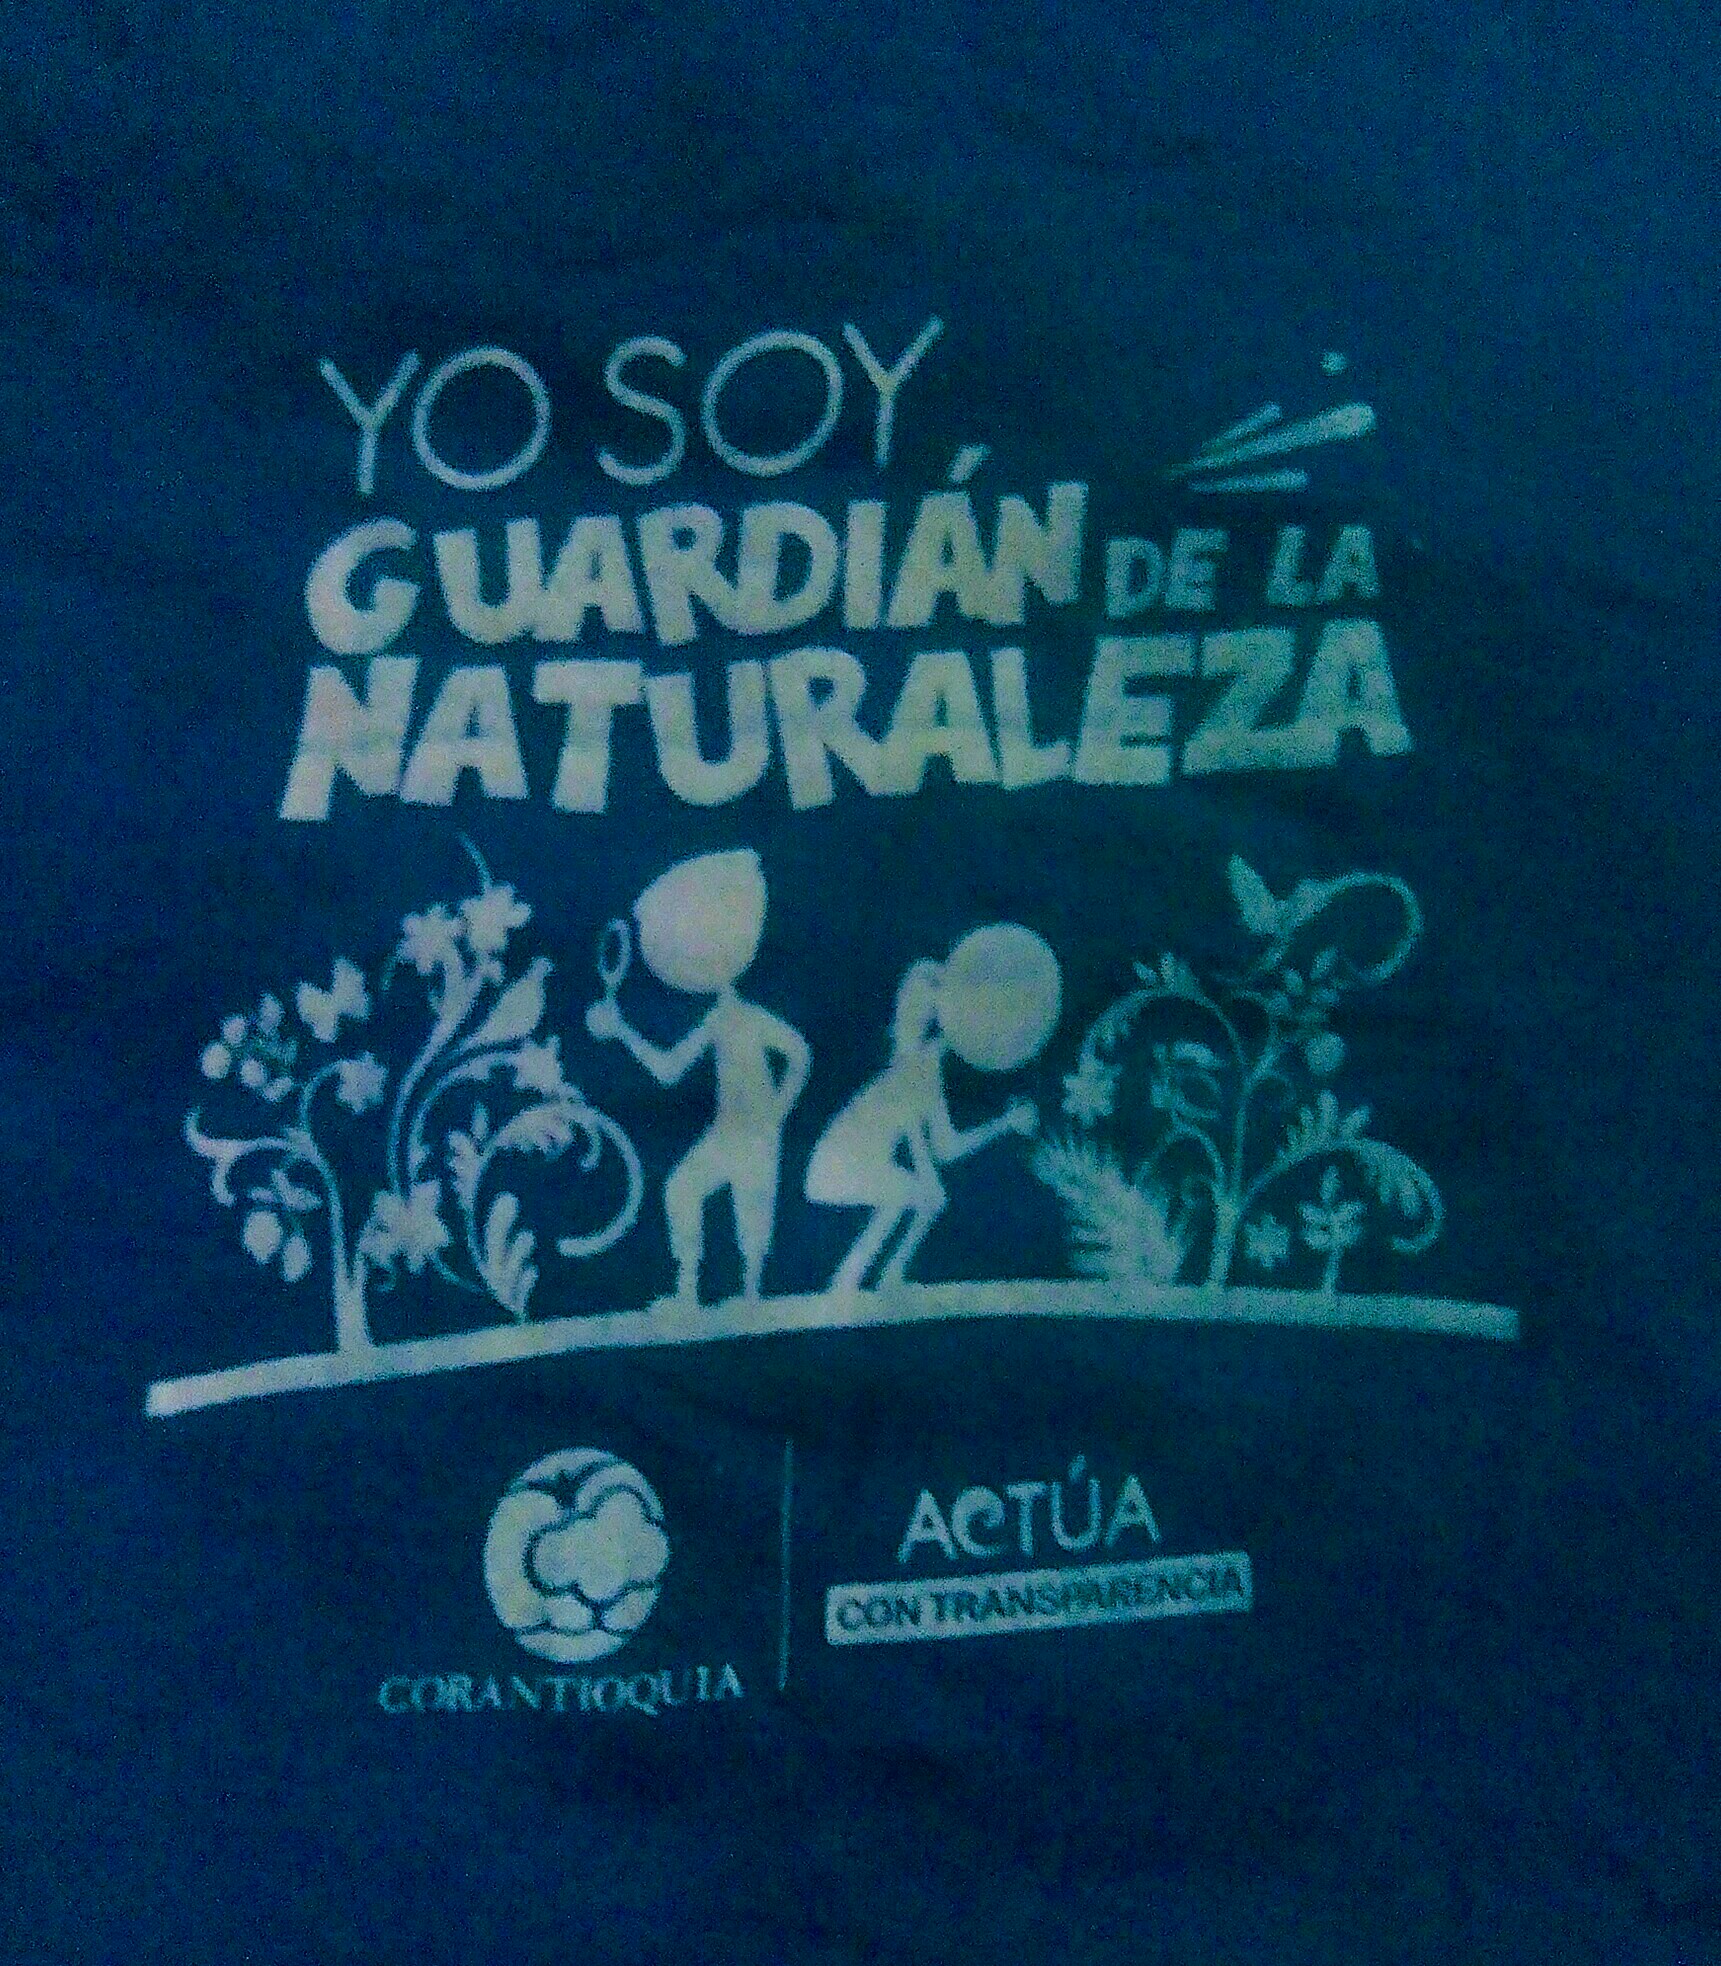 YO SOY
GUARDIÁN DE LA
NATURALEZA
CORANTIOQUIA
ACTÚA
CON TRANSPARENCIA